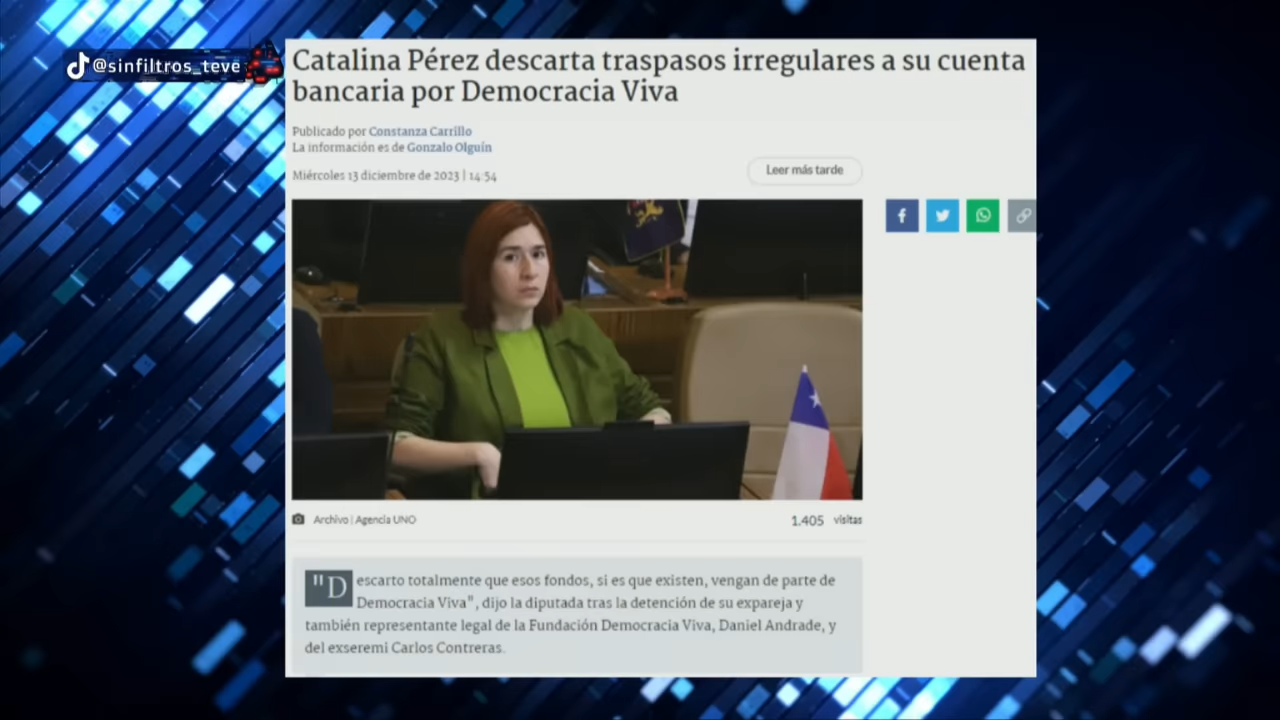 @sinfiltros_teve
Catalina Pérez descarta traspasos irregulares a su cuenta
bancaria por Democracia Viva
Publicado por Constanza Carrillo
La información es de Gonzalo Olguín
Miércoles 13 diciembre de 2023 | 14:54
Leer más tarde
Archivo | Agencia UNO
1.405 visitas
"Descarto totalmente que esos fondos, si es que existen, vengan de parte de
Democracia Viva", dijo la diputada tras la detención de su expareja y
también representante legal de la Fundación Democracia Viva, Daniel Andrade, y
del exseremi Carlos Contreras.